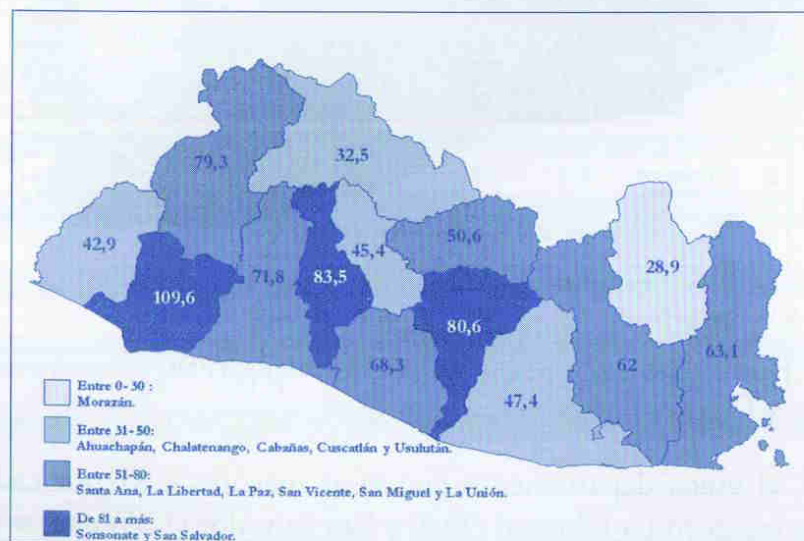 79,3
32,5
42,9
109,6
71,8
83,5
45,4
50,6
80,6
68,3
47,4
62
28,9
63,1
Entre 0-30 :
Morazán.
Entre 31-50:
Ahuachapán, Chalatenango, Cabañas, Cuscatlán y Usulután.
Entre 51-80:
Santa Ana, La Libertad, La Paz, San Vicente, San Miguel y La Unión.
De 81 a más:
Sonsonate y San Salvador.